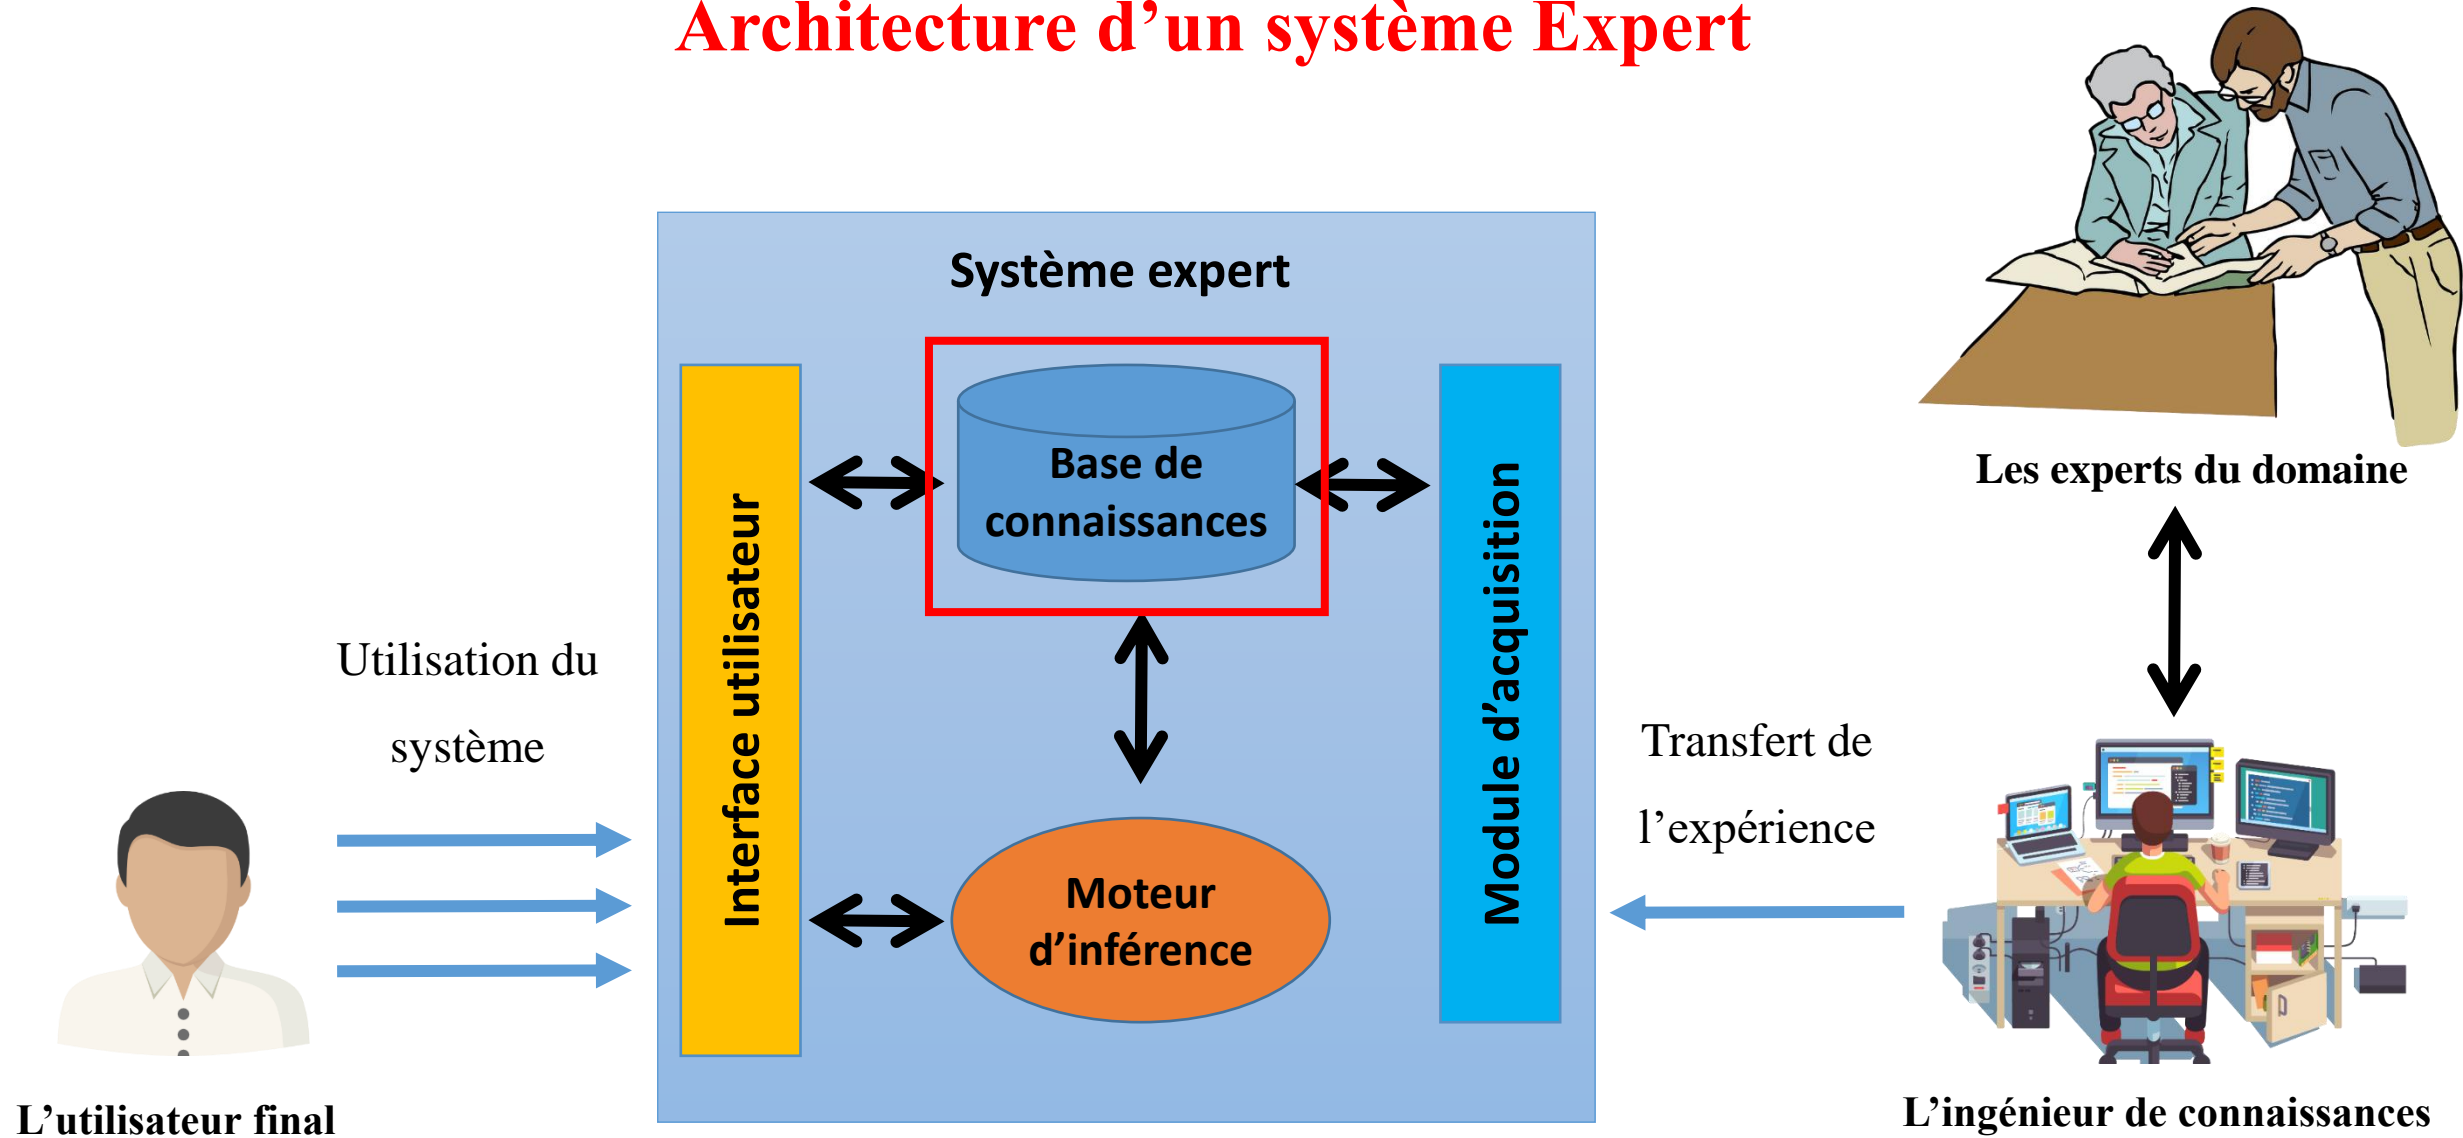 Architecture d’un système Expert
Système expert
Base de
connaissances
Interface utilisateur
Module d’acquisition
Moteur
d’inférence
Utilisation du
système
L’utilisateur final
Les experts du domaine
Transfert de
l’expérience
L’ingénieur de connaissances